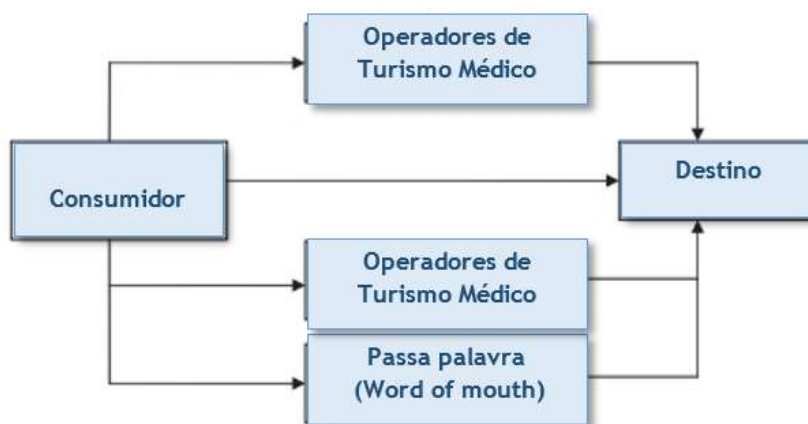 Operadores de
Turismo Médico
Consumidor
Destino
Operadores de
Turismo Médico
Passa palavra
(Word of mouth)